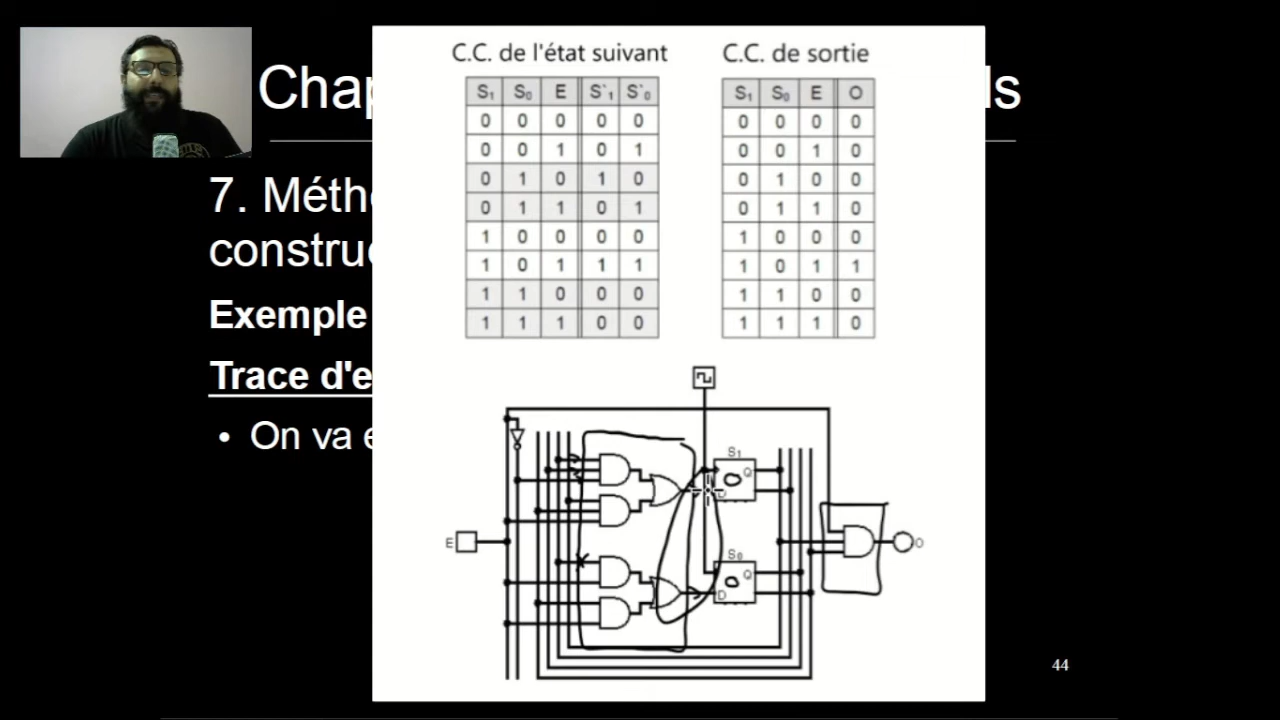 Chap
ls
7. Méth
constru
Exemple
Trace d'e
• On va e
C.C. de l'état suivant
S₁ S₀ E S`₁ S`₀
0 0 0 0 0
0 0 1 0 1
0 1 0 1 0
0 1 1 0 1
1 0 0 0 0
1 0 1 1 1
1 1 0 0 0
1 1 1 0 0
C.C. de sortie
S₁ S₀ E O
0 0 0 0
0 0 1 0
0 1 0 0
0 1 1 0
1 0 0 0
1 0 1 1
1 1 0 0
1 1 1 0
S₁
Q
0
D
E
O
S₀
Q
0
D
44